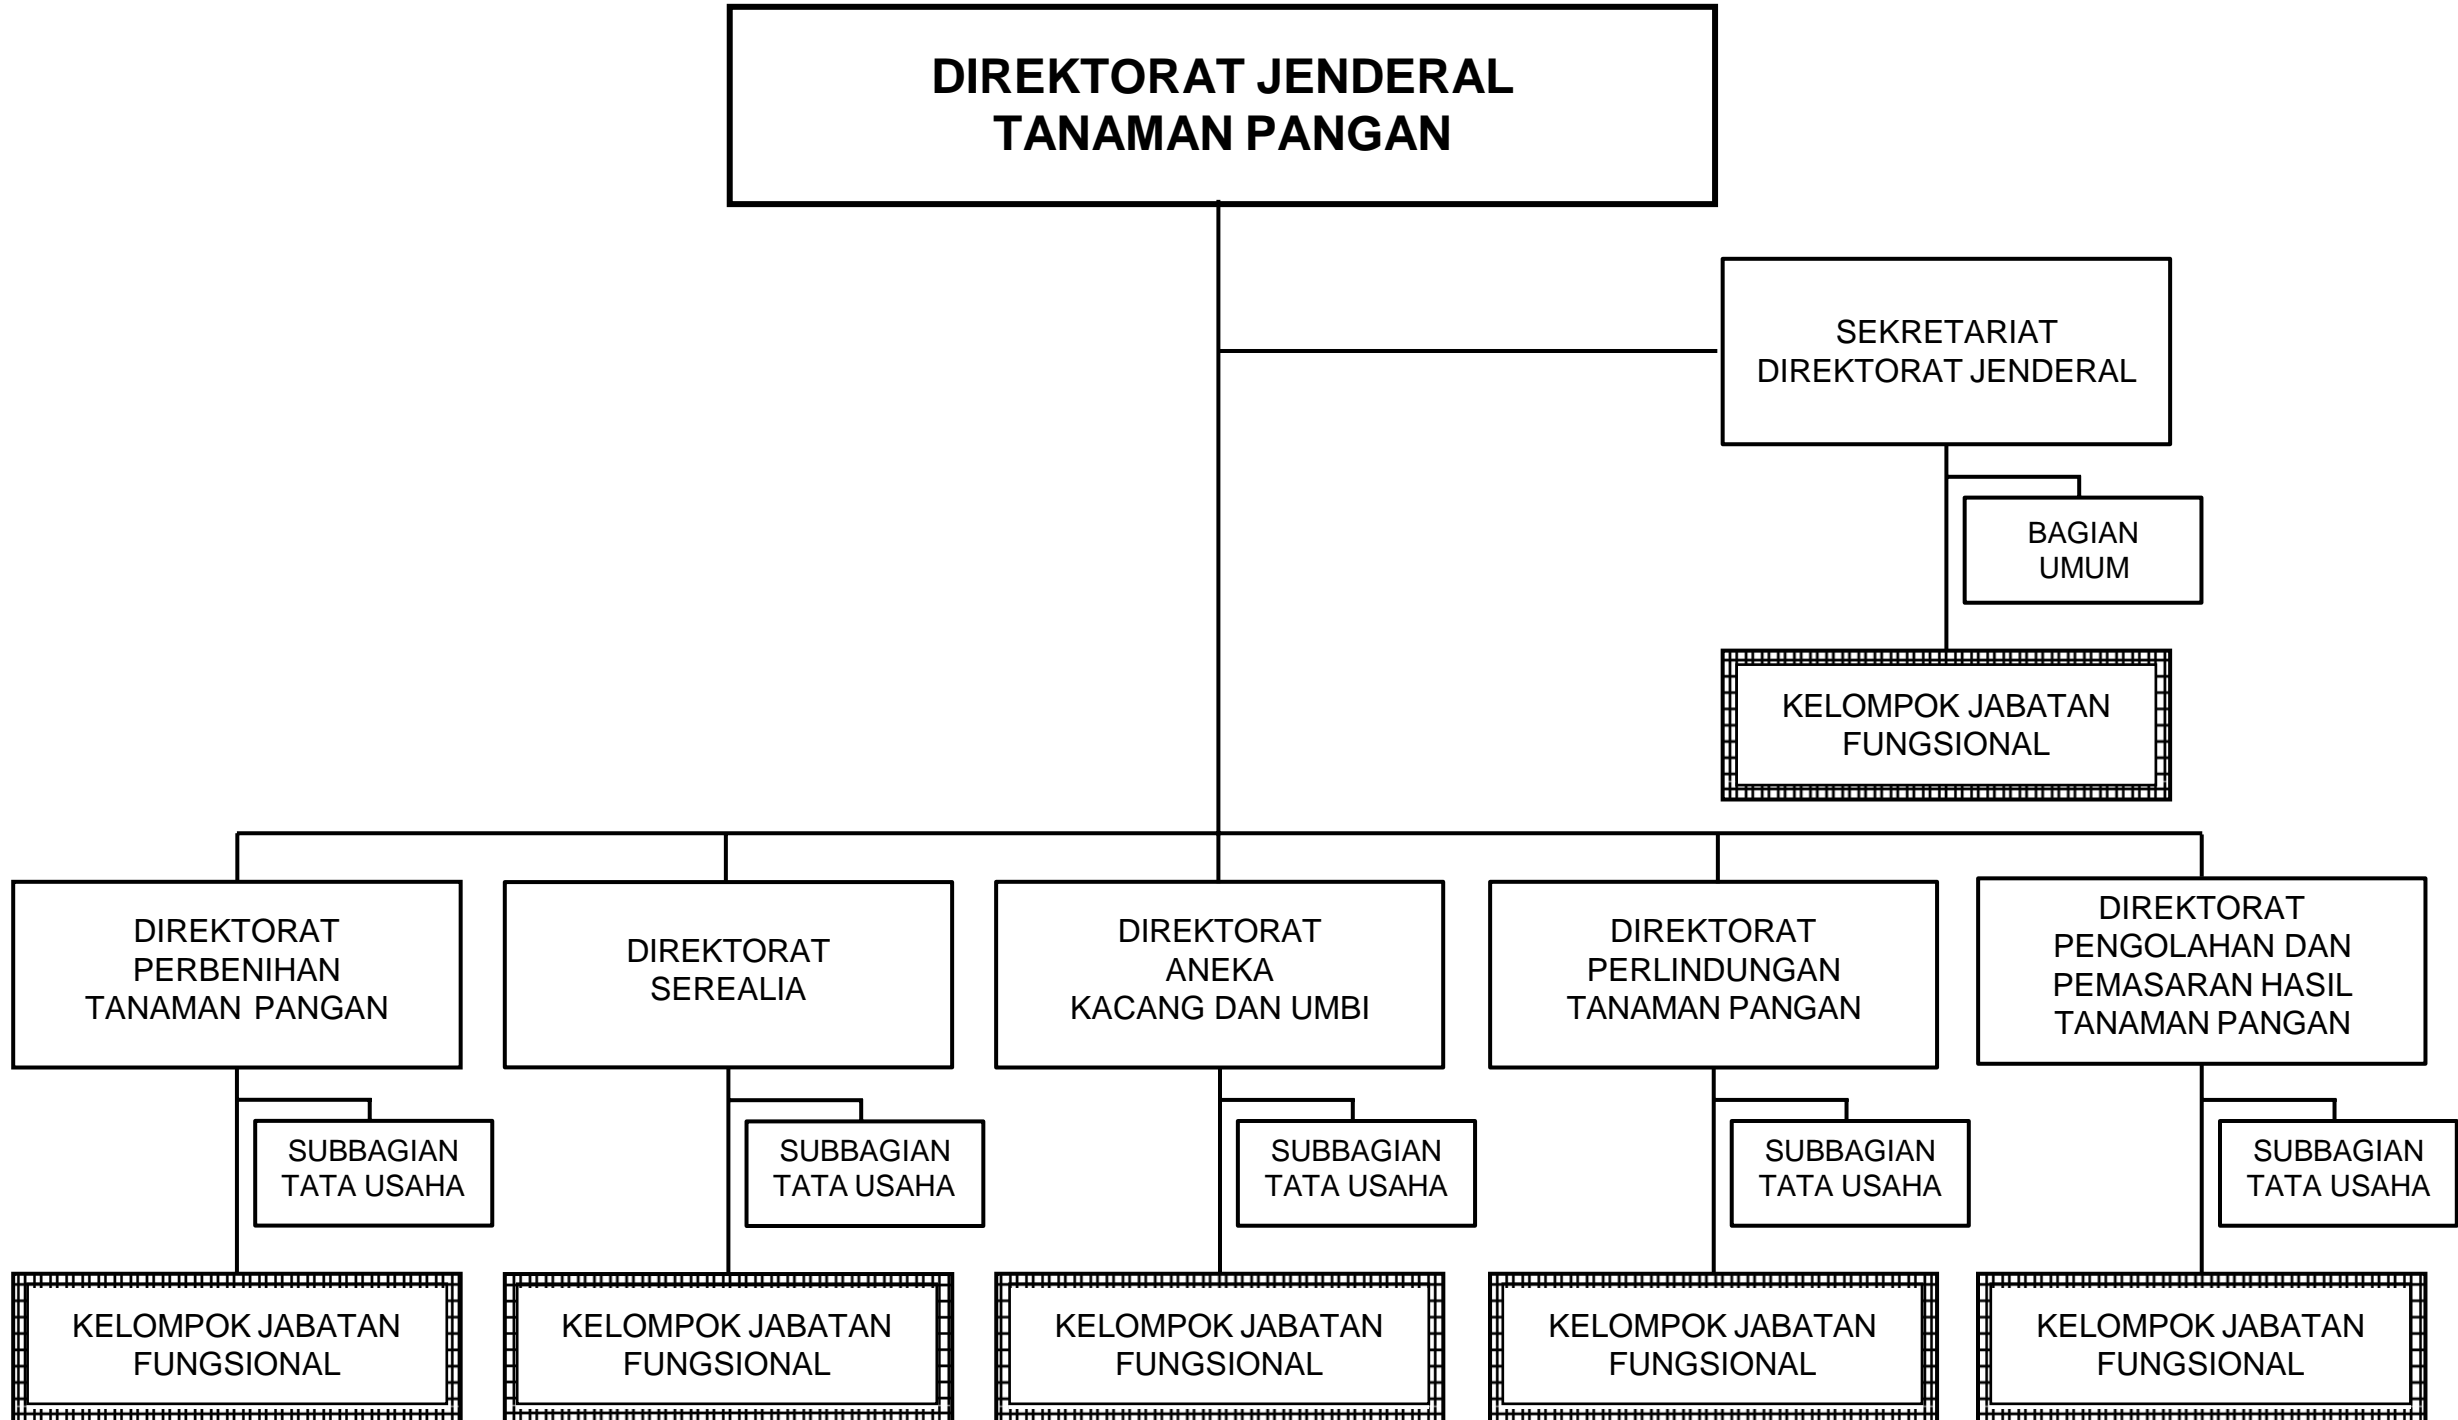 DIREKTORAT JENDERAL
TANAMAN PANGAN
SEKRETARIAT
DIREKTORAT JENDERAL
BAGIAN
UMUM
KELOMPOK JABATAN
FUNGSIONAL
DIREKTORAT
PERBENIHAN
TANAMAN PANGAN
DIREKTORAT
SEREALIA
DIREKTORAT
ANEKA
KACANG DAN UMBI
DIREKTORAT
PERLINDUNGAN
TANAMAN PANGAN
DIREKTORAT
PENGOLAHAN DAN
PEMASARAN HASIL
TANAMAN PANGAN
SUBBAGIAN
TATA USAHA
SUBBAGIAN
TATA USAHA
SUBBAGIAN
TATA USAHA
SUBBAGIAN
TATA USAHA
SUBBAGIAN
TATA USAHA
KELOMPOK JABATAN
FUNGSIONAL
KELOMPOK JABATAN
FUNGSIONAL
KELOMPOK JABATAN
FUNGSIONAL
KELOMPOK JABATAN
FUNGSIONAL
KELOMPOK JABATAN
FUNGSIONAL